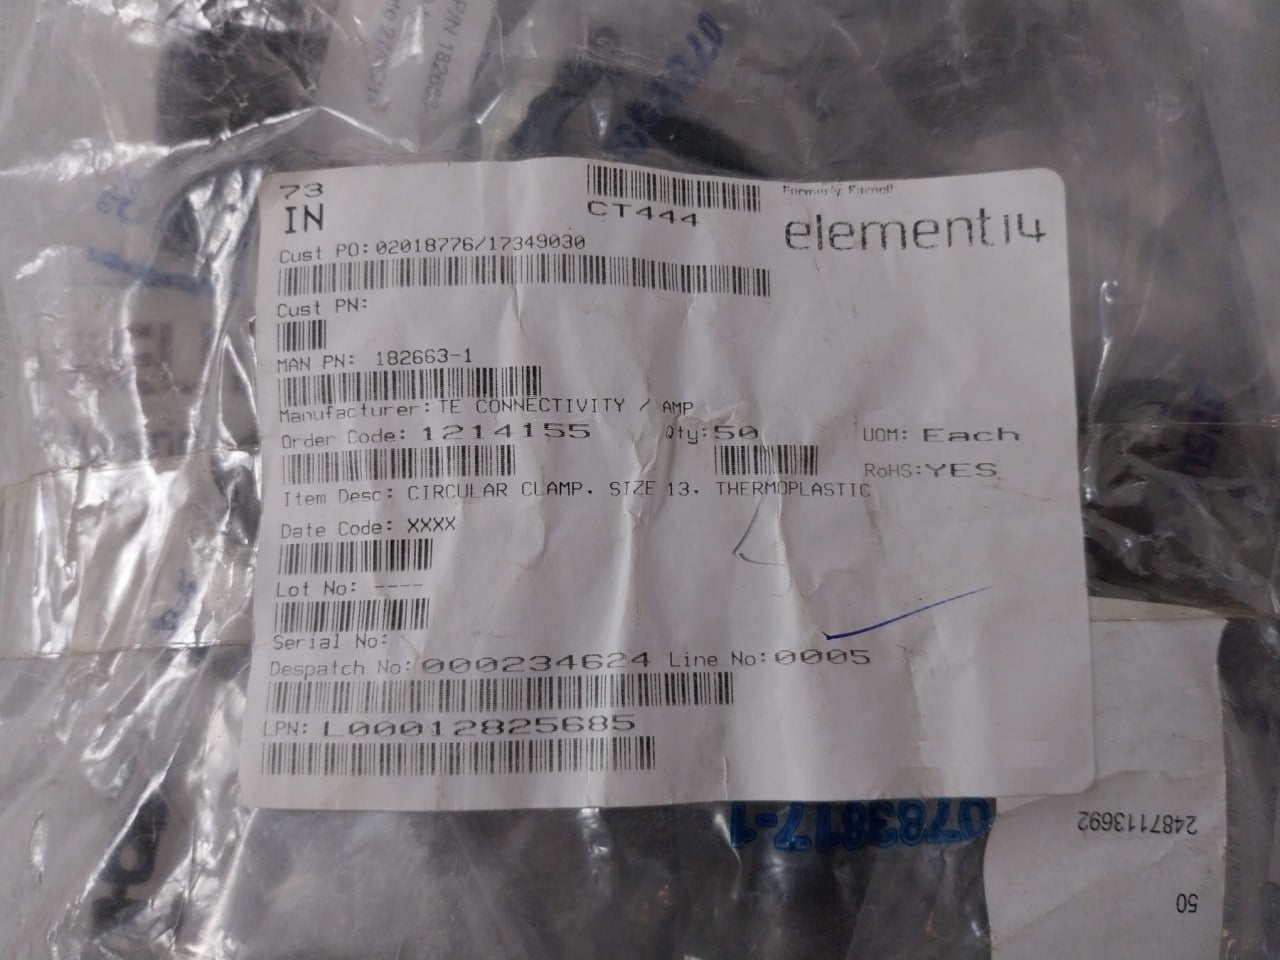 P/N 182663
73
IN
CT444
Formerly Farnell
element14
Cust PO:02018776/17349030
Cust PN:
MAN PN: 182663-1
Manufacturer: TE CONNECTIVITY / AMP
Order Code: 1214155 Qty:50 UOM: Each
RoHS:YES
Item Desc: CIRCULAR CLAMP. SIZE 13. THERMOPLASTIC
Date Code: XXXX
Lot No: ----
Serial No:
Despatch No:000234624 Line No:0005
LPN: L00012825685
0783817-1
2487113692
50